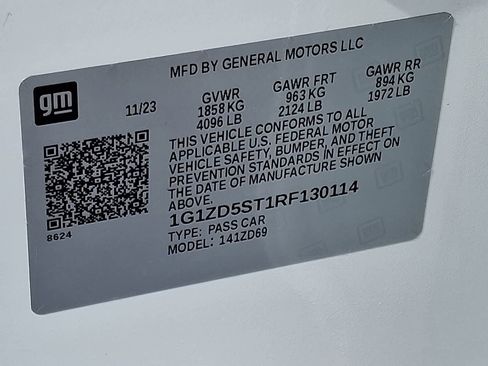 MFD BY GENERAL MOTORS LLC
gm
11/23 GVWR GAWR FRT GAWR RR
1858 KG 963 KG 894 KG
4096 LB 2124 LB 1972 LB
THIS VEHICLE CONFORMS TO ALL
APPLICABLE U.S. FEDERAL MOTOR
VEHICLE SAFETY, BUMPER, AND THEFT
PREVENTION STANDARDS IN EFFECT ON
THE DATE OF MANUFACTURE SHOWN
ABOVE.
1G1ZD5ST1RF130114
TYPE: PASS CAR
MODEL: 141ZD69
8624